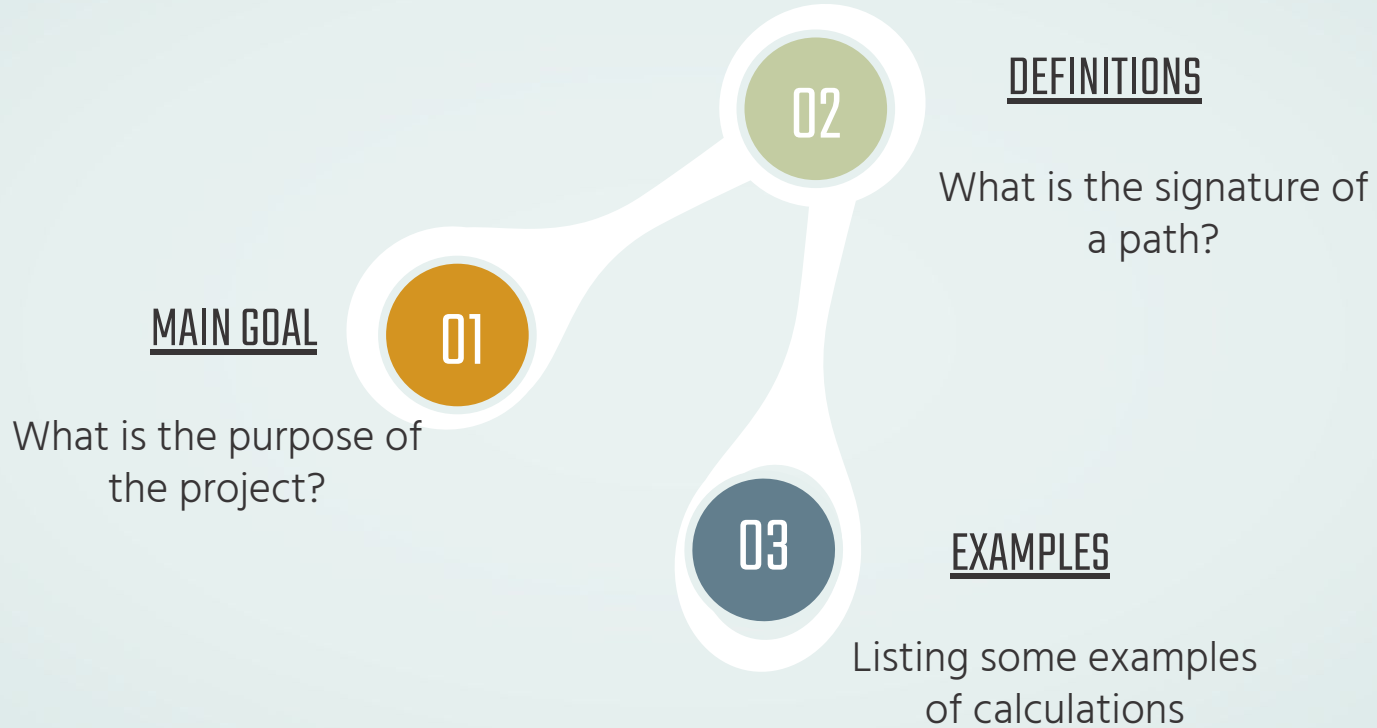 01
MAIN GOAL
What is the purpose of
the project?
02
DEFINITIONS
What is the signature of
a path?
03
EXAMPLES
Listing some examples
of calculations